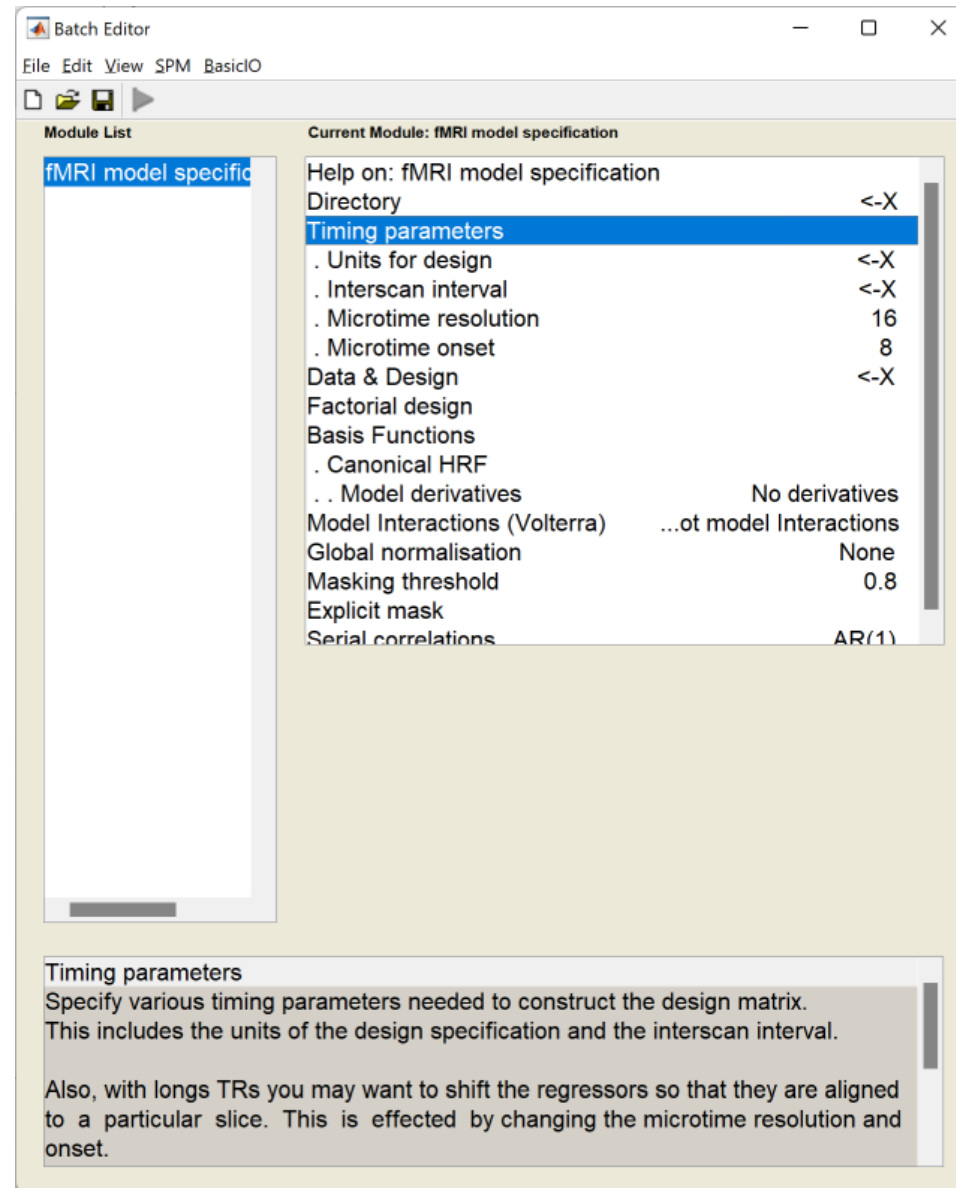 Batch Editor
File Edit View SPM BasicIO
Module List
Current Module: fMRI model specification
fMRI model specific
Help on: fMRI model specification
Directory <-X
Timing parameters
. Units for design <-X
. Interscan interval <-X
. Microtime resolution 16
. Microtime onset 8
Data & Design <-X
Factorial design
Basis Functions
. Canonical HRF
. . Model derivatives No derivatives
Model Interactions (Volterra) ...ot model Interactions
Global normalisation None
Masking threshold 0.8
Explicit mask
Serial correlations AR(1)
Timing parameters
Specify various timing parameters needed to construct the design matrix.
This includes the units of the design specification and the interscan interval.
Also, with longs TRs you may want to shift the regressors so that they are aligned
to a particular slice. This is effected by changing the microtime resolution and
onset.